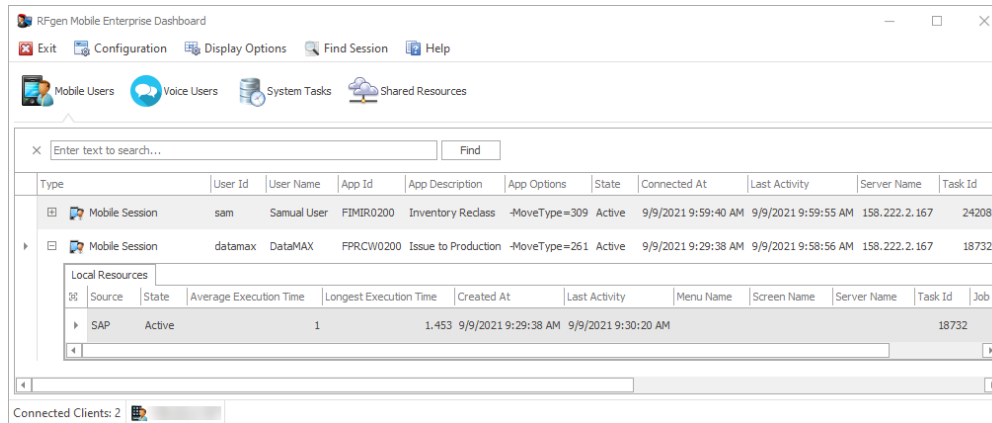 RFgen Mobile Enterprise Dashboard
Exit Configuration Display Options Find Session Help
Mobile Users Voice Users System Tasks Shared Resources
Enter text to search... Find
Type User Id User Name App Id App Description App Options State Connected At Last Activity Server Name Task Id
Mobile Session sam Samual User FIMIR0200 Inventory Reclass -MoveType=309 Active 9/9/2021 9:59:40 AM 9/9/2021 9:59:55 AM 158.222.2.167 24208
Mobile Session datamax DataMAX FPRCW0200 Issue to Production -MoveType=261 Active 9/9/2021 9:29:38 AM 9/9/2021 9:58:56 AM 158.222.2.167 18732
Local Resources
Source State Average Execution Time Longest Execution Time Created At Last Activity Menu Name Screen Name Server Name Task Id Job
SAP Active 1 1.453 9/9/2021 9:29:38 AM 9/9/2021 9:30:20 AM 18732
Connected Clients: 2